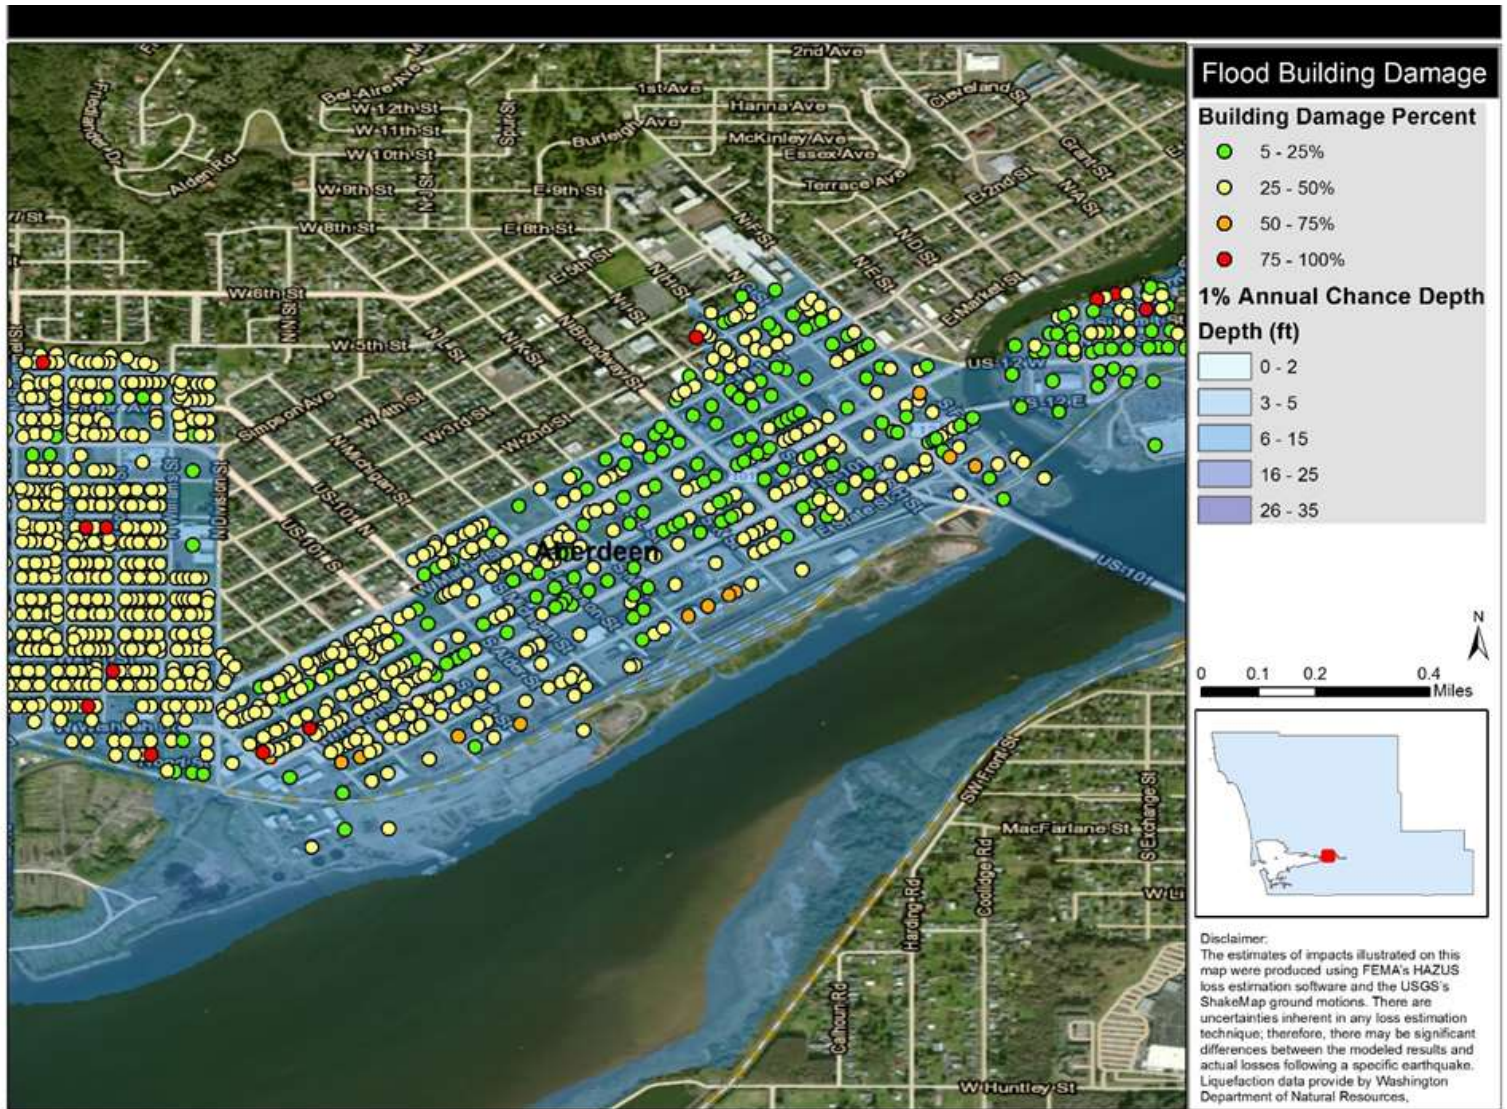 Flood Building Damage
Building Damage Percent
5 - 25%
25 - 50%
50 - 75%
75 - 100%
1% Annual Chance Depth
Depth (ft)
0 - 2
3 - 5
6 - 15
16 - 25
26 - 35
N
0 0.1 0.2 0.4
Miles
Disclaimer:
The estimates of impacts illustrated on this
map were produced using FEMA's HAZUS
loss estimation software and the USGS's
ShakeMap ground motions. There are
uncertainties inherent in any loss estimation
technique; therefore, there may be significant
differences between the modeled results and
actual losses following a specific earthquake.
Liquefaction data provide by Washington
Department of Natural Resources,
2nd Ave
Bel-Aire-Ave
1st Ave
Cleveland St
Friedlander Dr
W 12th St
Hanna Ave
W 11th St
Spur St
Burleigh Ave
McKinley Ave
Grant St
W 10th St
Essex Ave
Alden Rd
W 9th St
N J St
E 9th St
Terrace Ave
E 2nd St
N A St
W 8th St
E 8th St
N F St
N D St
E 5th St
N H St
N G St
N E St
E Market St
W 6th St
N I St
N N St
N L St
N Broadway St
W 5th St
N K St
US-12 W
Simpson Ave
W 4th St
W 3rd St
US-12 E
W 2nd St
N Michigan St
N Division St
US-101 N
US-101 S
Aberdeen
US-101
SW Front St
MacFarlane St
S Exchange St
Coolidge Rd
Harding Rd
W Li
Calhoun Rd
W Huntley St